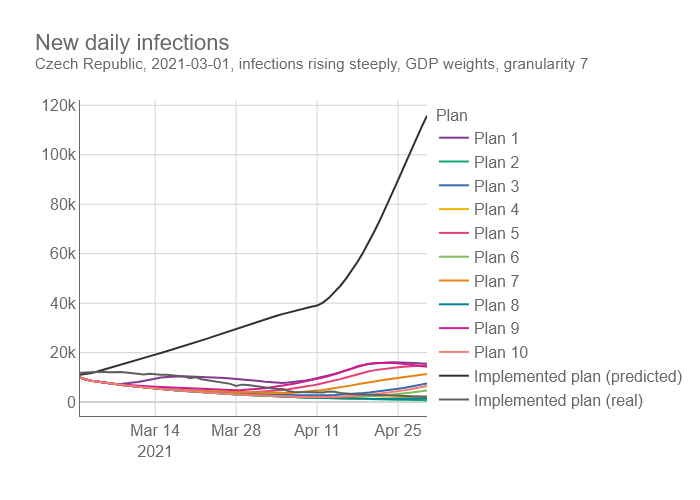 New daily infections
Czech Republic, 2021-03-01, infections rising steeply, GDP weights, granularity 7
120k
100k
80k
60k
40k
20k
0
Mar 14
2021
Mar 28
Apr 11
Apr 25
Plan
Plan 1
Plan 2
Plan 3
Plan 4
Plan 5
Plan 6
Plan 7
Plan 8
Plan 9
Plan 10
Implemented plan (predicted)
Implemented plan (real)